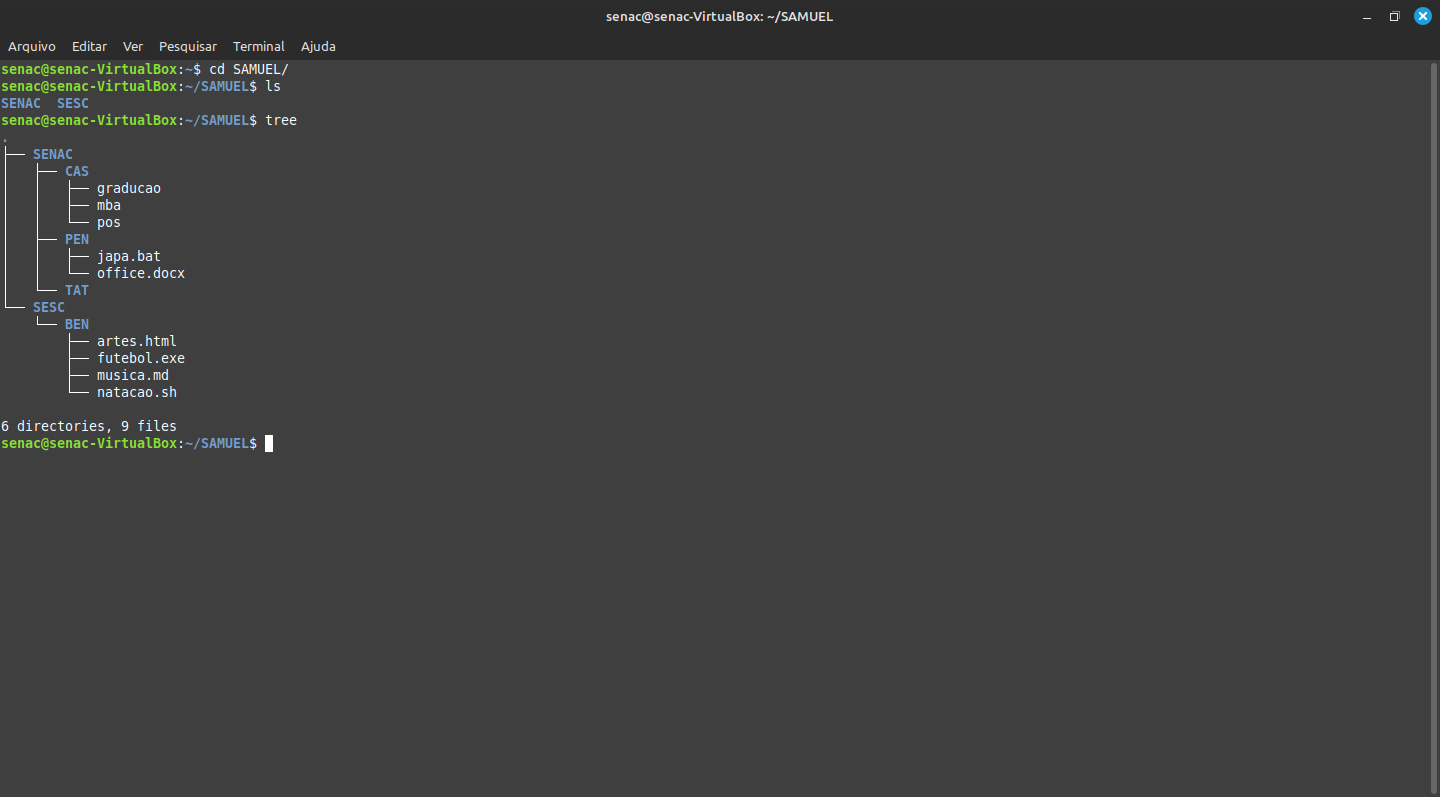 senac@senac-VirtualBox: ~/SAMUEL
Arquivo Editar Ver Pesquisar Terminal Ajuda
senac@senac-VirtualBox:~$ cd SAMUEL/
senac@senac-VirtualBox:~/SAMUEL$ ls
SENAC  SESC
senac@senac-VirtualBox:~/SAMUEL$ tree
.
├── SENAC
│   ├── CAS
│   │   ├── graducao
│   │   ├── mba
│   │   └── pos
│   ├── PEN
│   │   ├── japa.bat
│   │   └── office.docx
│   └── TAT
└── SESC
    └── BEN
        ├── artes.html
        ├── futebol.exe
        ├── musica.md
        └── natacao.sh
6 directories, 9 files
senac@senac-VirtualBox:~/SAMUEL$